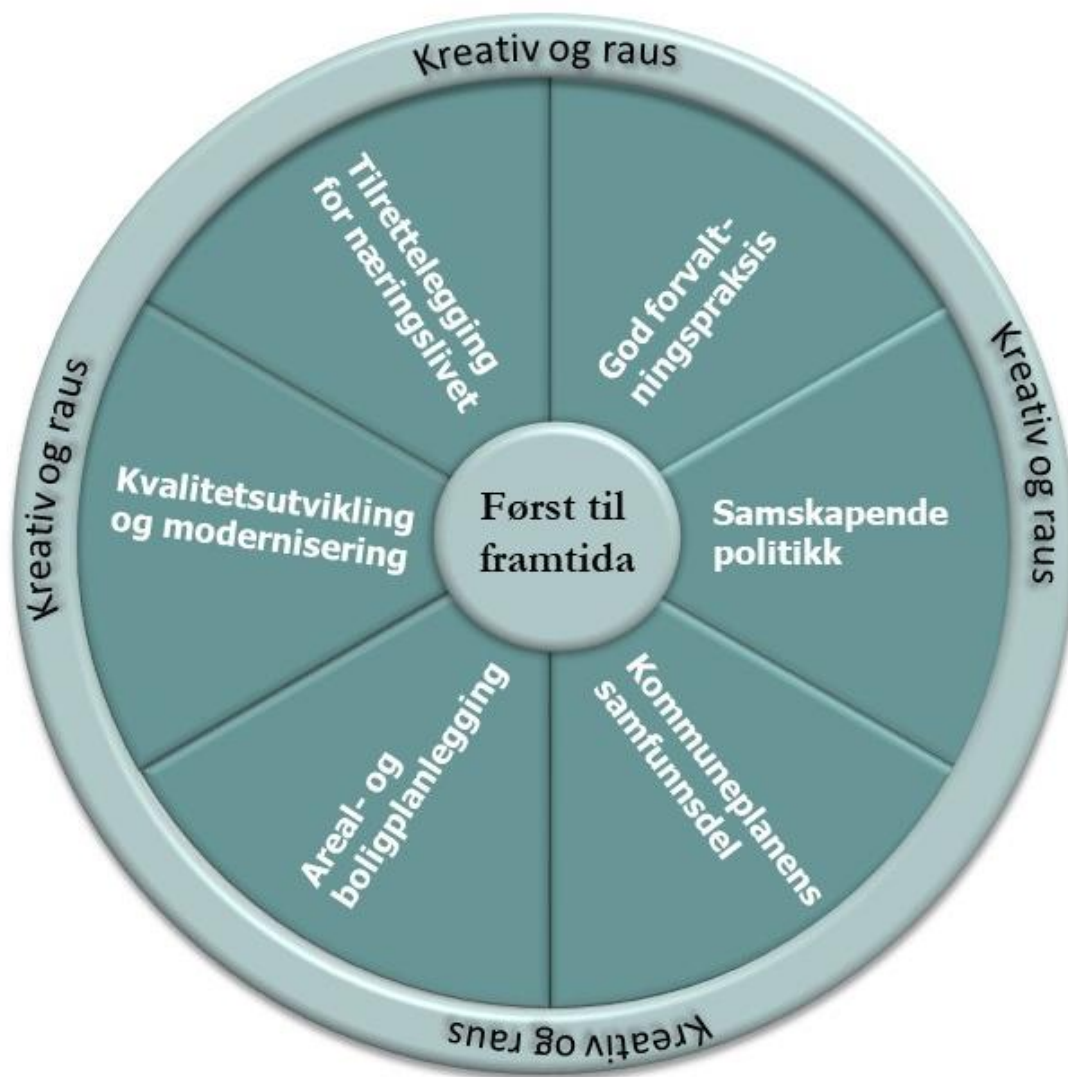 Kreativ og raus
Tilrettelegging
for næringslivet
God forvalt-
ningspraksis
Kreativ og raus
Kreativ og raus
Kvalitetsutvikling
og modernisering
Først til
framtida
Samskapende
politikk
Areal- og
boligplanlegging
Kommuneplanens
samfunnsdel
Kreativ og raus